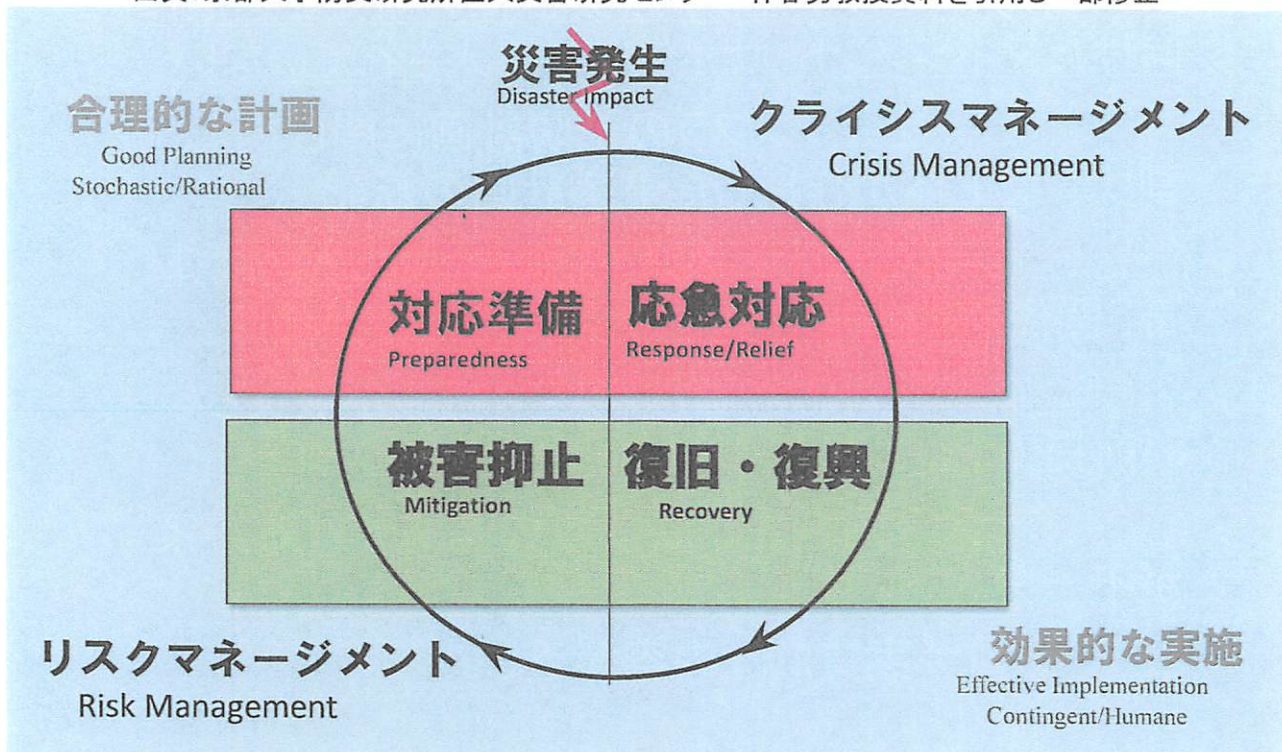 災害発生
Disaster Impact
合理的な計画
Good Planning
Stochastic/Rational
クライシスマネージメント
Crisis Management
対応準備
Preparedness
応急対応
Response/Relief
被害抑止
Mitigation
復旧・復興
Recovery
リスクマネージメント
Risk Management
効果的な実施
Effective Implementation
Contingent/Humane